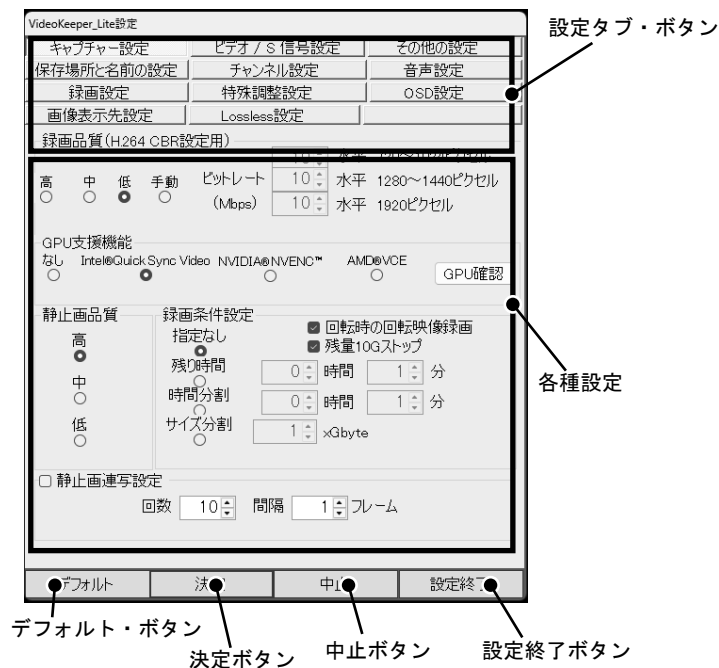 VideoKeeper_Lite設定
設定タブ・ボタン
キャプチャー設定 ビデオ / S 信号設定 その他の設定
保存場所と名前の設定 チャンネル設定 音声設定
録画設定 特殊調整設定 OSD設定
画像表示先設定 Lossless設定
録画品質(H.264 CBR設定用)
高 中 低 手動 ビットレート 10 水平 1280～1440ピクセル
(Mbps) 10 水平 1920ピクセル
GPU支援機能
なし Intel®Quick Sync Video NVIDIA®NVENC™ AMD®VCE
GPU確認
静止画品質 録画条件設定
高 指定なし 回転時の回転映像録画
残量10Gストップ
残り時間 0 時間 1 分
各種設定
中 時間分割 0 時間 1 分
低 サイズ分割 1 xGbyte
静止画連写設定
回数 10 間隔 1 フレーム
デフォルト 決 中止 設定終了
デフォルト・ボタン
決定ボタン
中止ボタン
設定終了ボタン